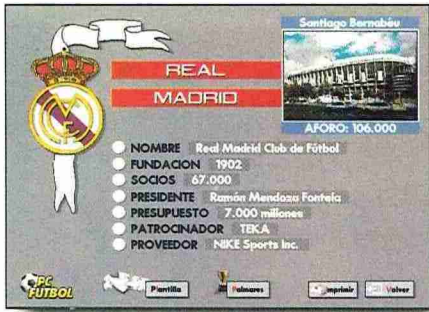 Santiago Bernabéu
REAL
MADRID
AFORO: 106.000
NOMBRE Real Madrid Club de Fútbol
FUNDACION 1902
SOCIOS 67.000
PRESIDENTE Ramón Mendoza Fontela
PRESUPUESTO 7.000 millones
PATROCINADOR TEKA
PROVEEDOR NIKE Sports Inc.
PC FUTBOL
Plantilla
Palmares
Imprimir
Volver